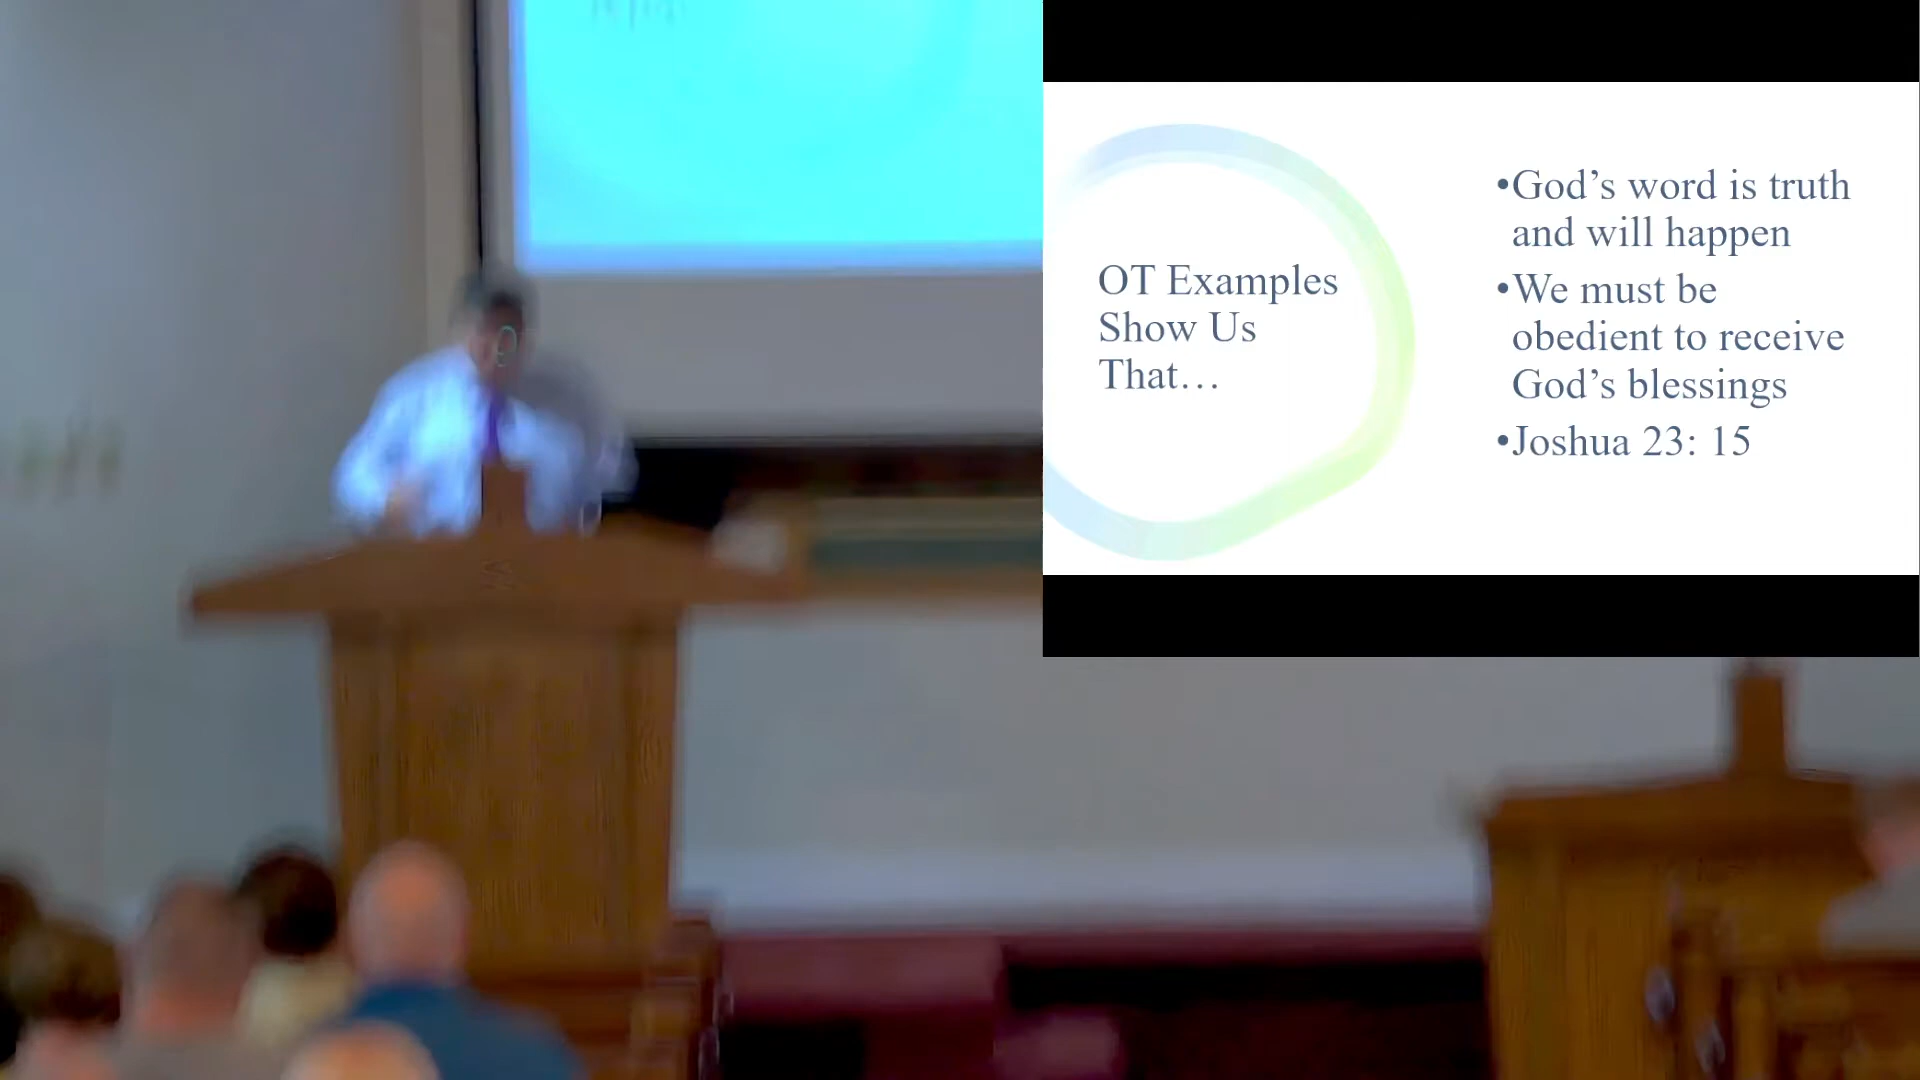 OT Examples
Show Us
That…
•God’s word is truth
and will happen
•We must be
obedient to receive
God’s blessings
•Joshua 23: 15